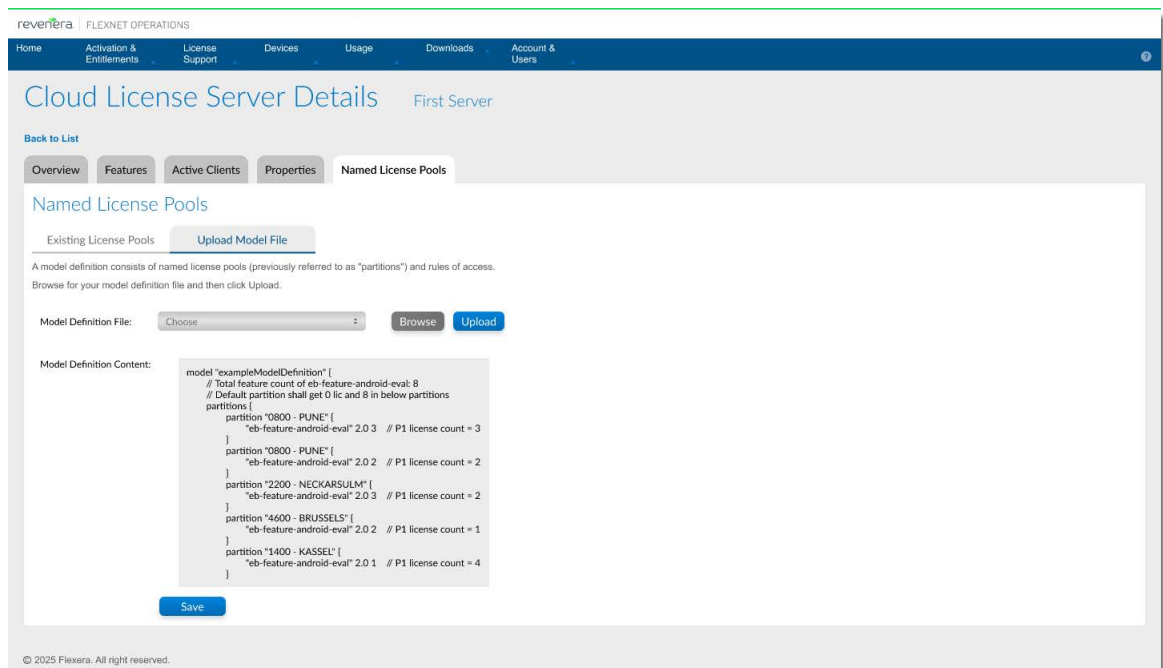 revenera FLEXNET OPERATIONS
Home Activation & Entitlements License Support Devices Usage Downloads Account & Users ?
Cloud License Server Details First Server
Back to List
Overview Features Active Clients Properties Named License Pools
Named License Pools
Existing License Pools Upload Model File
A model definition consists of named license pools (previously referred to as "partitions") and rules of access.
Browse for your model definition file and then click Upload.
Model Definition File: Choose Browse Upload
Model Definition Content:
model "exampleModelDefinition" {
// Total feature count of eb-feature-android-eval: 8
// Default partition shall get 0 lic and 8 in below partitions
partitions {
partition "0800 - PUNE" {
"eb-feature-android-eval" 2.0 3 // P1 license count = 3
}
partition "0800 - PUNE" {
"eb-feature-android-eval" 2.0 2 // P1 license count = 2
}
partition "2200 - NECKARSULM" {
"eb-feature-android-eval" 2.0 3 // P1 license count = 2
}
partition "4600 - BRUSSELS" {
"eb-feature-android-eval" 2.0 2 // P1 license count = 1
}
partition "1400 - KASSEL" {
"eb-feature-android-eval" 2.0 1 // P1 license count = 4
}
Save
© 2025 Flexera. All right reserved.